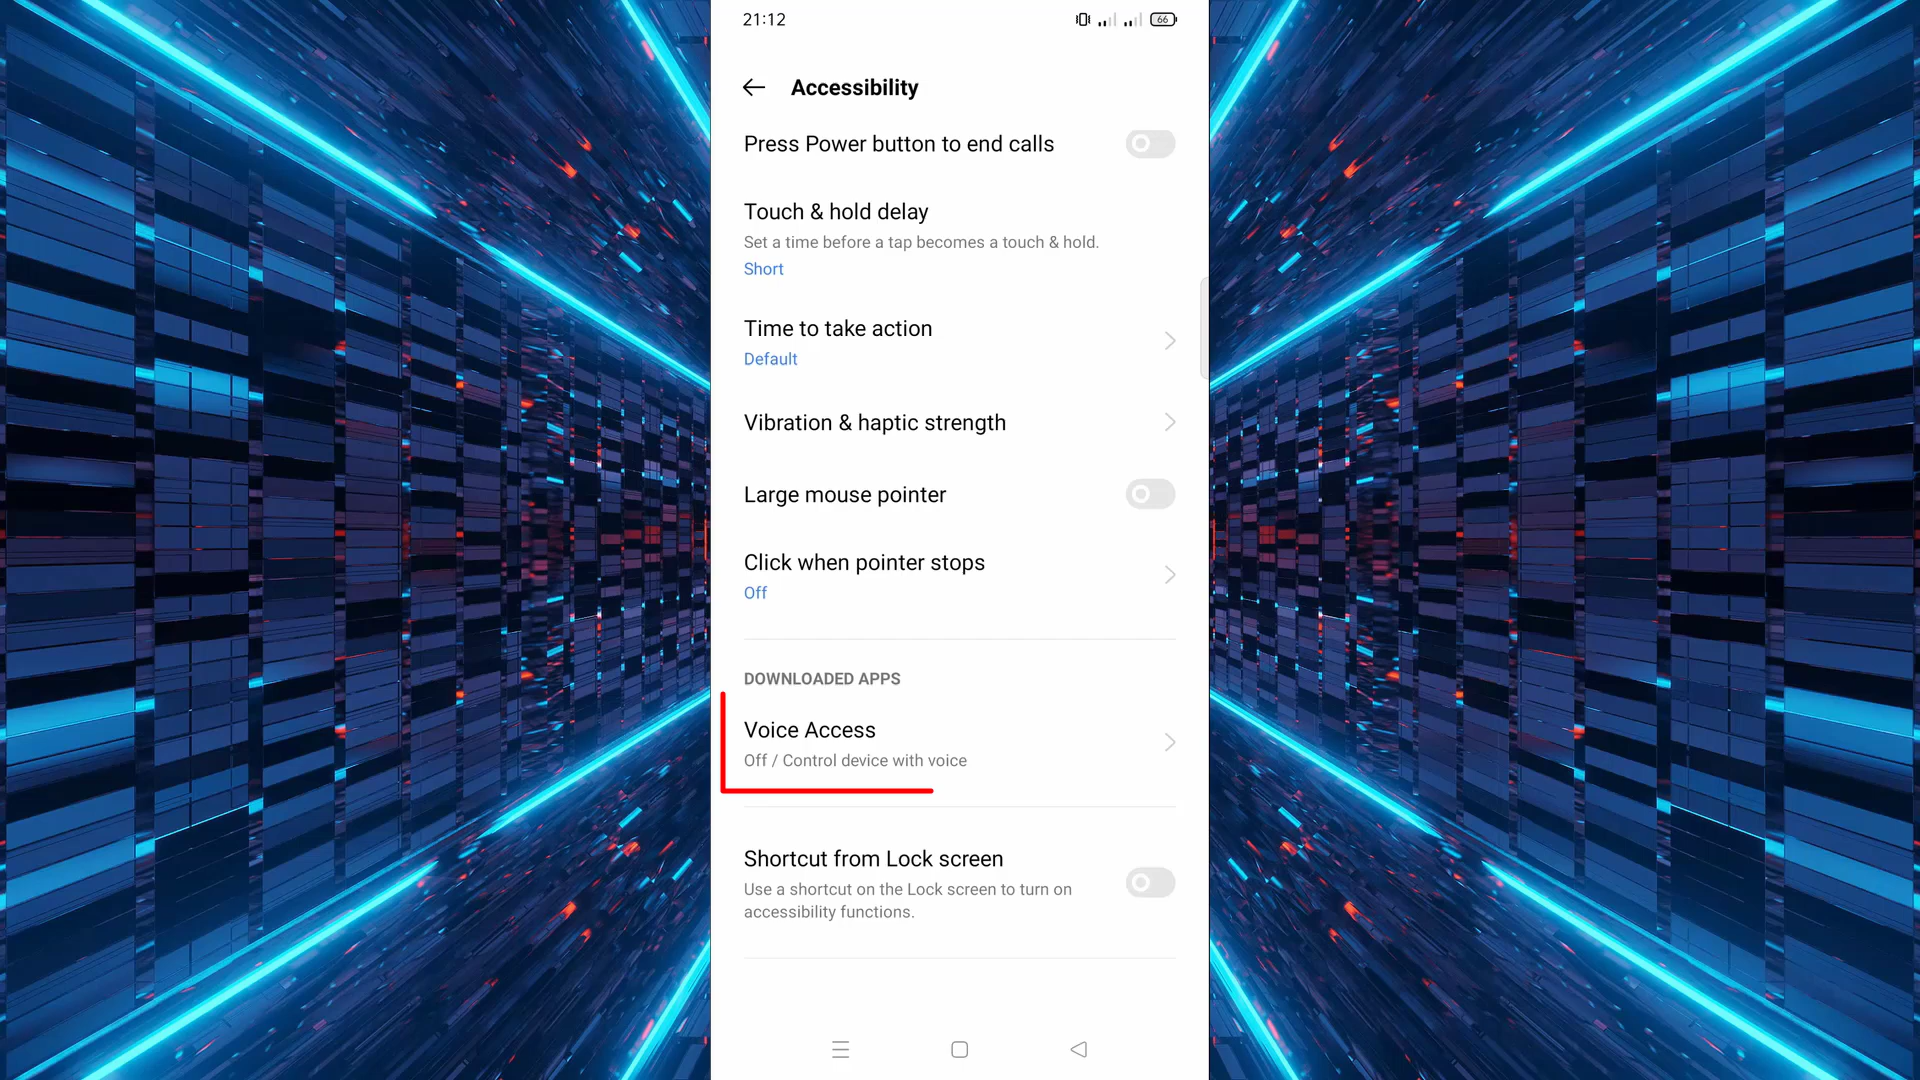 21:12
66
Accessibility
Press Power button to end calls
Touch & hold delay
Set a time before a tap becomes a touch & hold.
Short
Time to take action
Default
Vibration & haptic strength
Large mouse pointer
Click when pointer stops
Off
DOWNLOADED APPS
Voice Access
Off / Control device with voice
Shortcut from Lock screen
Use a shortcut on the Lock screen to turn on
accessibility functions.